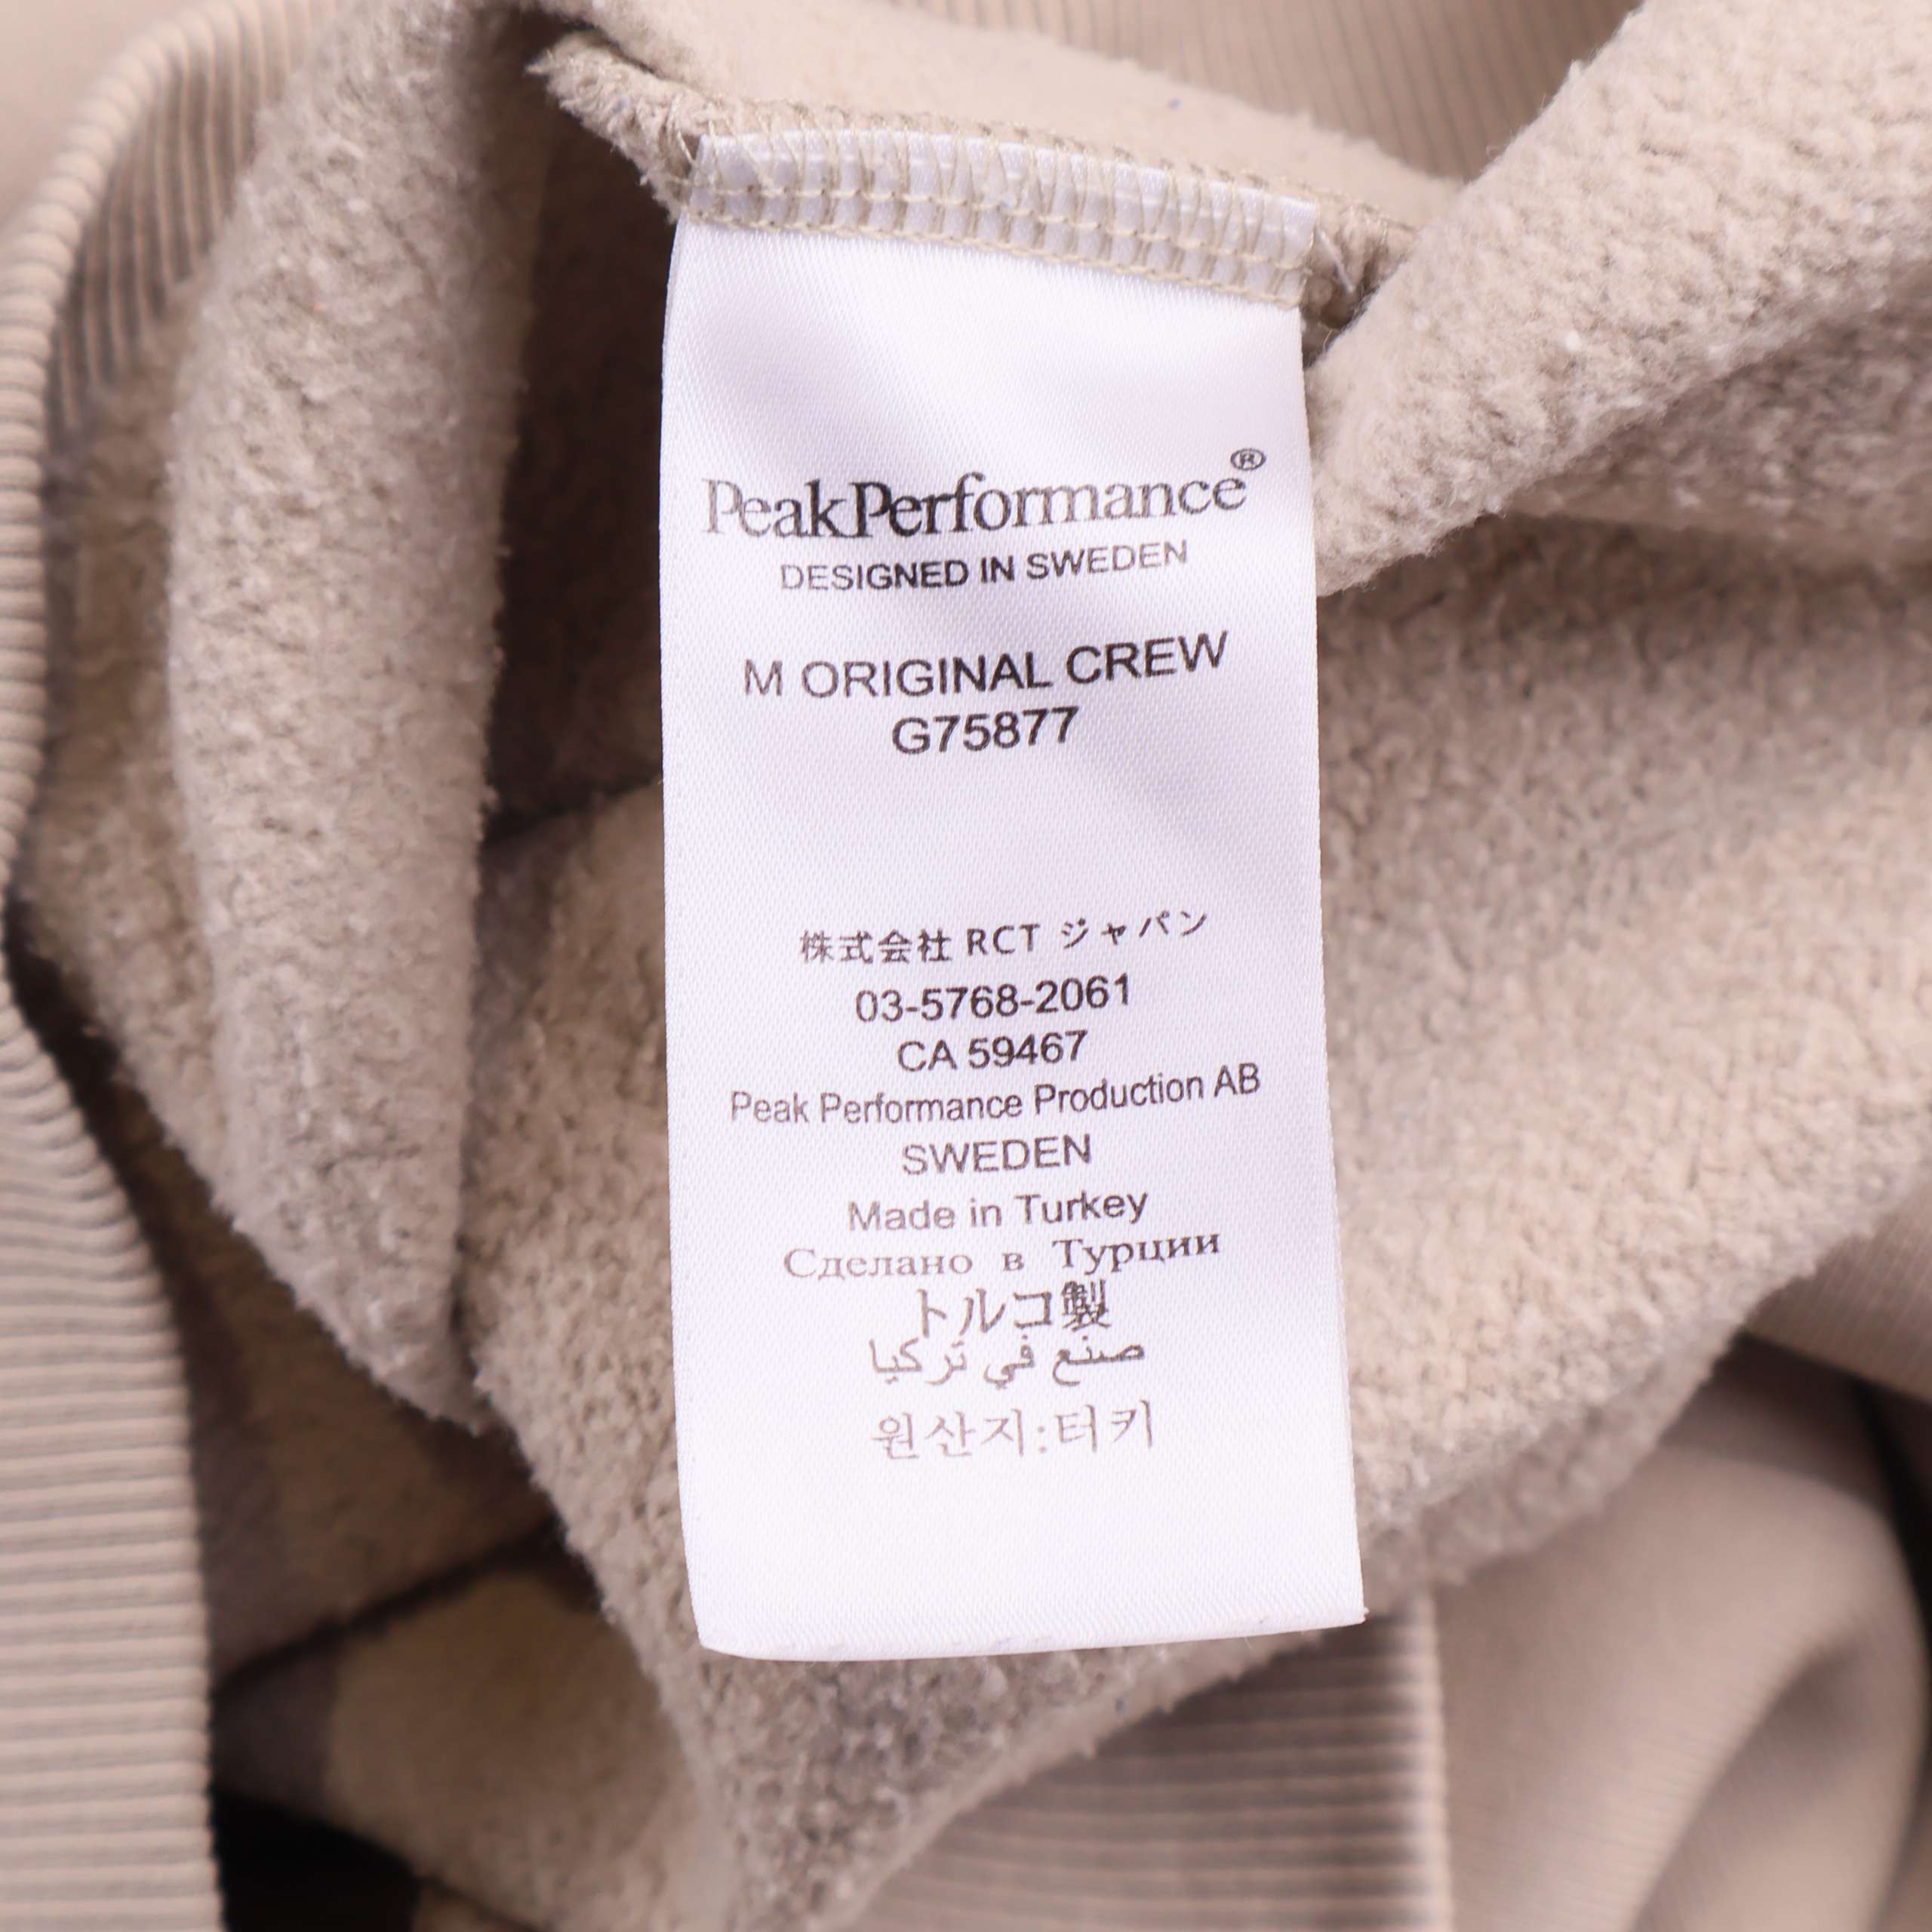 PeakPerformance®
DESIGNED IN SWEDEN
M ORIGINAL CREW
G75877
株式会社 RCT ジャパン
03-5768-2061
CA 59467
Peak Performance Production AB
SWEDEN
Made in Turkey
Сделано в Турции
トルコ製
صنع في تركيا
원산지:터키